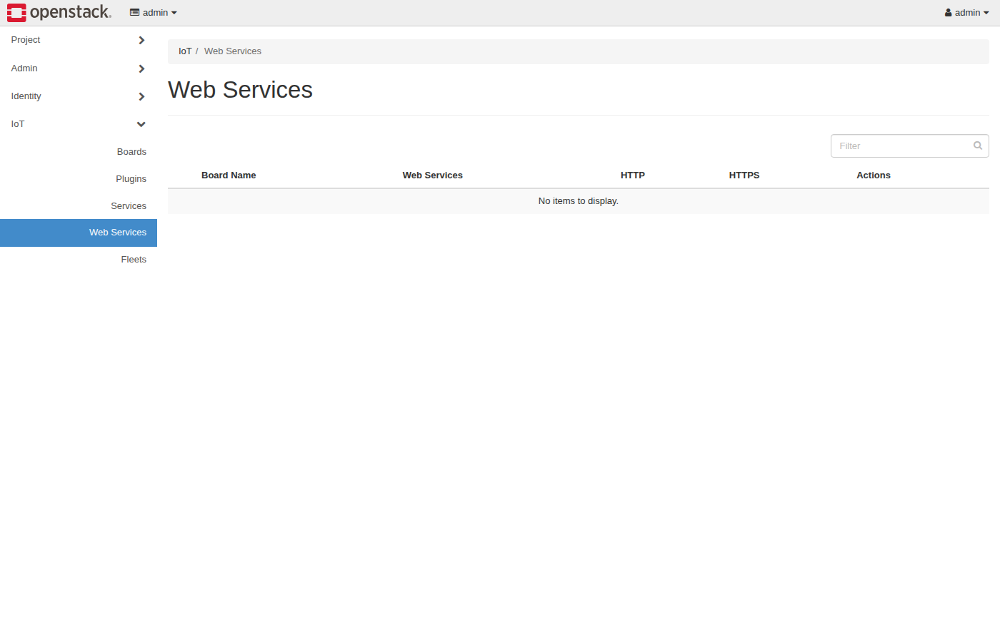 openstack. admin admin
Project
Admin
Identity
IoT
Boards
Plugins
Services
Web Services
Fleets
IoT / Web Services
Web Services
Filter
Board Name Web Services HTTP HTTPS Actions
No items to display.